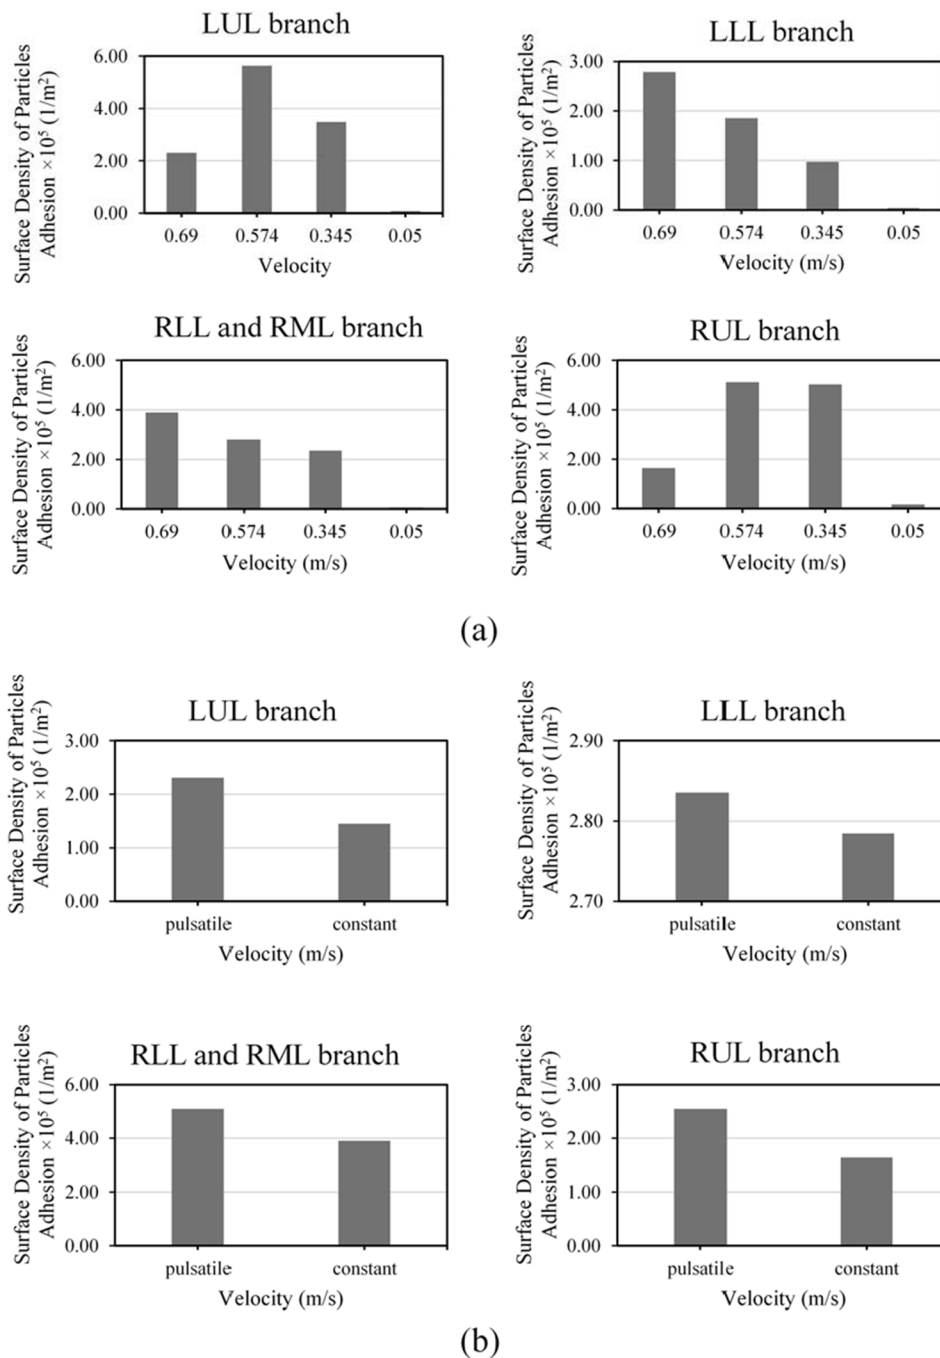 LUL branch
Surface Density of Particles
Adhesion ×10⁵ (1/m²)
6.00
4.00
2.00
0.00
0.69 0.574 0.345 0.05
Velocity
LLL branch
Surface Density of Particles
Adhesion ×10⁵ (1/m²)
3.00
2.00
1.00
0.00
0.69 0.574 0.345 0.05
Velocity (m/s)
RLL and RML branch
Surface Density of Particles
Adhesion ×10⁵ (1/m²)
6.00
4.00
2.00
0.00
0.69 0.574 0.345 0.05
Velocity (m/s)
RUL branch
Surface Density of Particles
Adhesion ×10⁵ (1/m²)
6.00
4.00
2.00
0.00
0.69 0.574 0.345 0.05
Velocity (m/s)
(a)
LUL branch
Surface Density of Particles
Adhesion ×10⁵ (1/m²)
3.00
2.00
1.00
0.00
pulsatile constant
Velocity (m/s)
LLL branch
Surface Density of Particles
Adhesion ×10⁵ (1/m²)
2.90
2.80
2.70
pulsatile constant
Velocity (m/s)
RLL and RML branch
Surface Density of Particles
Adhesion ×10⁵ (1/m²)
6.00
4.00
2.00
0.00
pulsatile constant
Velocity (m/s)
RUL branch
Surface Density of Particles
Adhesion ×10⁵ (1/m²)
3.00
2.00
1.00
0.00
pulsatile constant
Velocity (m/s)
(b)